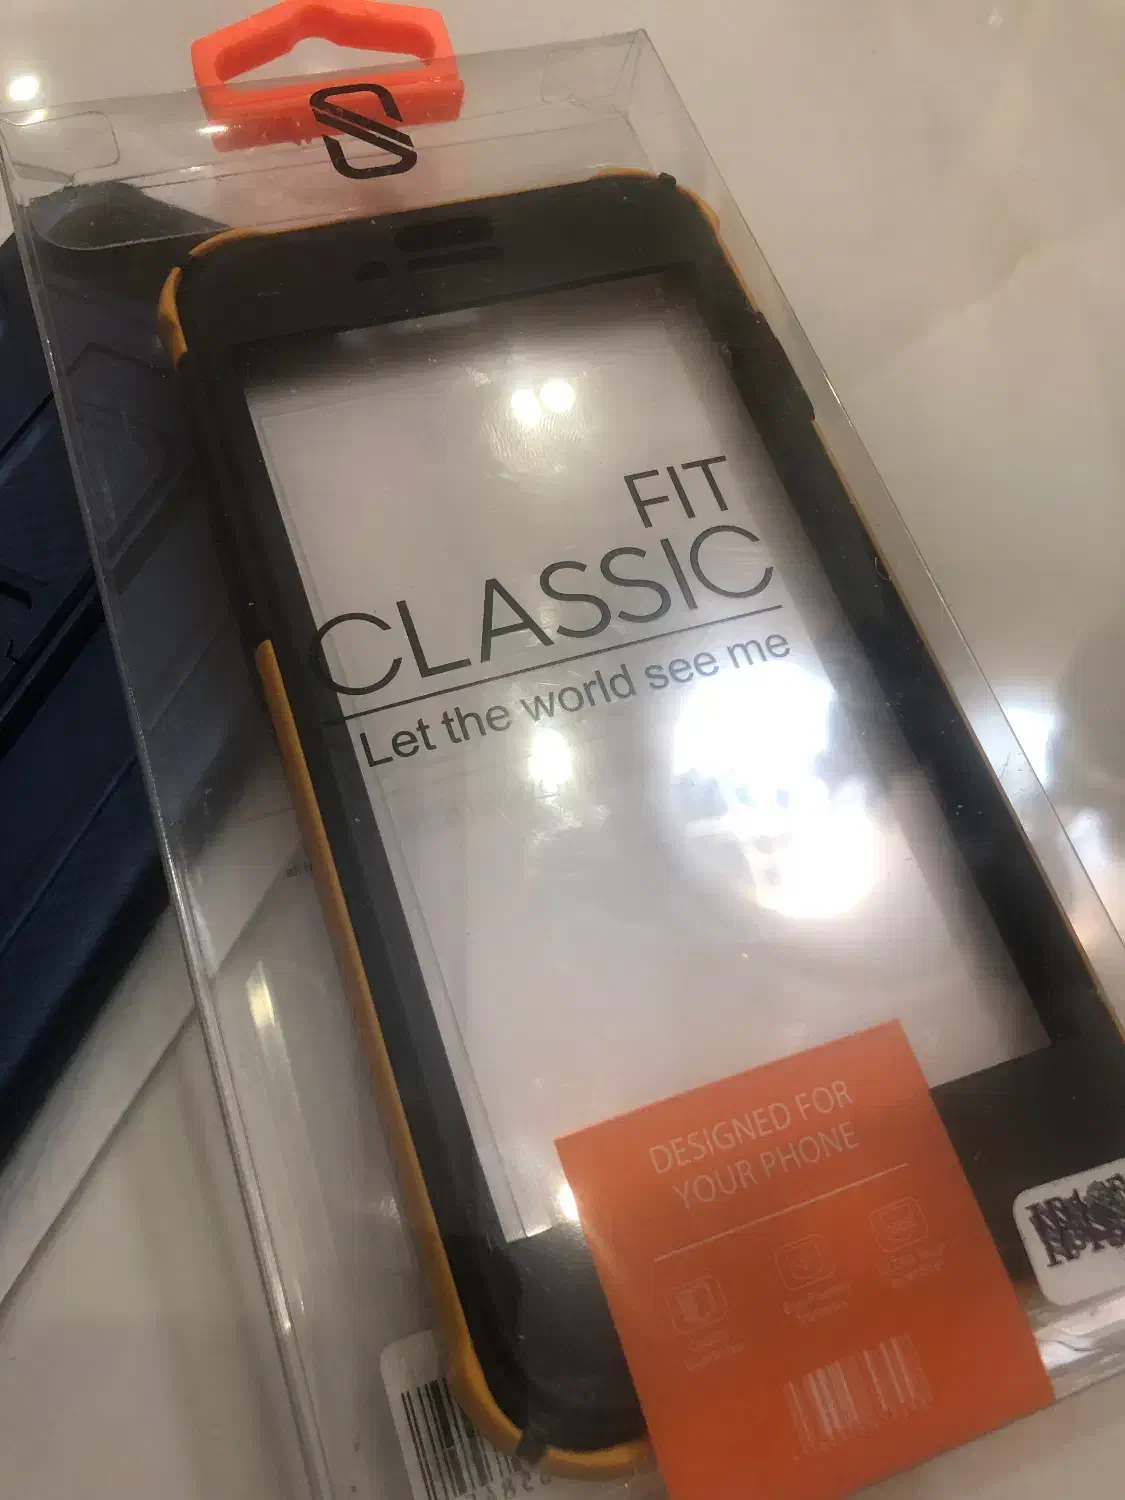 S
FIT
CLASSIC
Let the world see me
DESIGNED FOR
YOUR PHONE